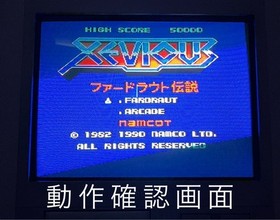 HIGH SCORE 50000
XEVIOUS
ファードラウト伝説
▲.FARDRAUT
.ARCADE
namcot
© 1982 1990 NAMCO LTD.
ALL RIGHTS RESERVED
動作確認画面